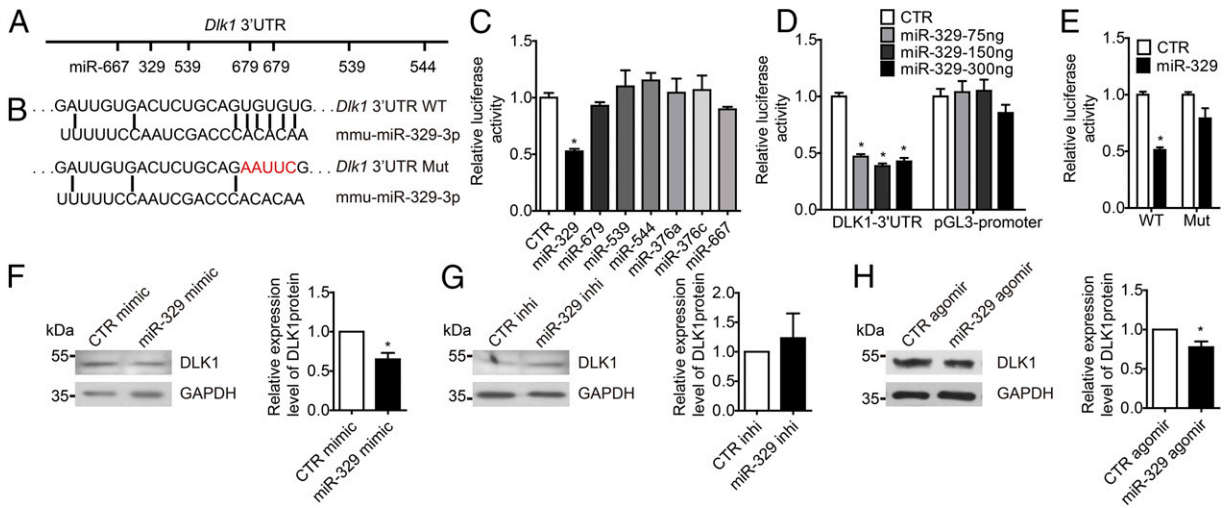 A
Dlk1 3'UTR
miR-667 329 539 679 679 539 544
B
. . . GAUUGUGACUCUGCAGUGUGUG. . . Dlk1 3'UTR WT
UUUUUCCAAUCGACCCACACAA mmu-miR-329-3p
. . . GAUUGUGACUCUGCAGAAUUCG. . . Dlk1 3'UTR Mut
UUUUUCCAAUCGACCCACACAA mmu-miR-329-3p
C
Relative luciferase
activity
1.5
1.0
0.5
0.0
*
CTR
miR-329
miR-679
miR-539
miR-544
miR-376a
miR-376c
miR-667
D
CTR
miR-329-75ng
miR-329-150ng
miR-329-300ng
Relative luciferase
activity
1.5
1.0
0.5
0.0
* * *
DLK1-3'UTR pGL3-promoter
E
CTR
miR-329
Relative luciferase
activity
1.5
1.0
0.5
0.0
*
WT Mut
F
CTR mimic
miR-329 mimic
kDa
55 DLK1
35 GAPDH
Relative expression
level of DLK1protein
1.5
1.0
0.5
0.0
*
CTR mimic
miR-329 mimic
G
CTR inhi
miR-329 inhi
kDa
55 DLK1
35 GAPDH
Relative expression
level of DLK1protein
2.0
1.5
1.0
0.5
0.0
CTR inhi
miR-329 inhi
H
CTR agomir
miR-329 agomir
kDa
55 DLK1
35 GAPDH
Relative expression
level of DLK1protein
2.0
1.5
1.0
0.5
0.0
*
CTR agomir
miR-329 agomir